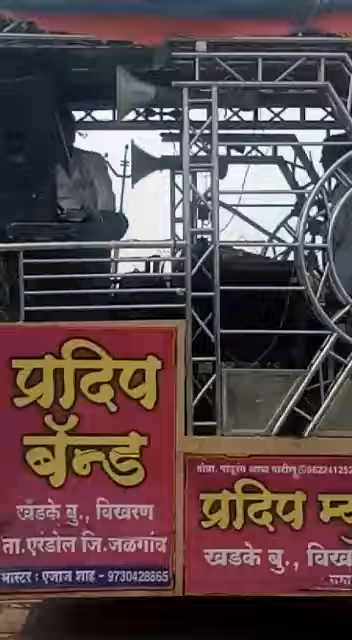 प्रदिप
बॅन्ड
खडके बु., विखरण
ता.एरंडोल जि.जळगांव
मास्टर : एजाज शाह - 9730428865
प्रोप्रा. पांडूरंग
प्रदिप
खडके बु.,